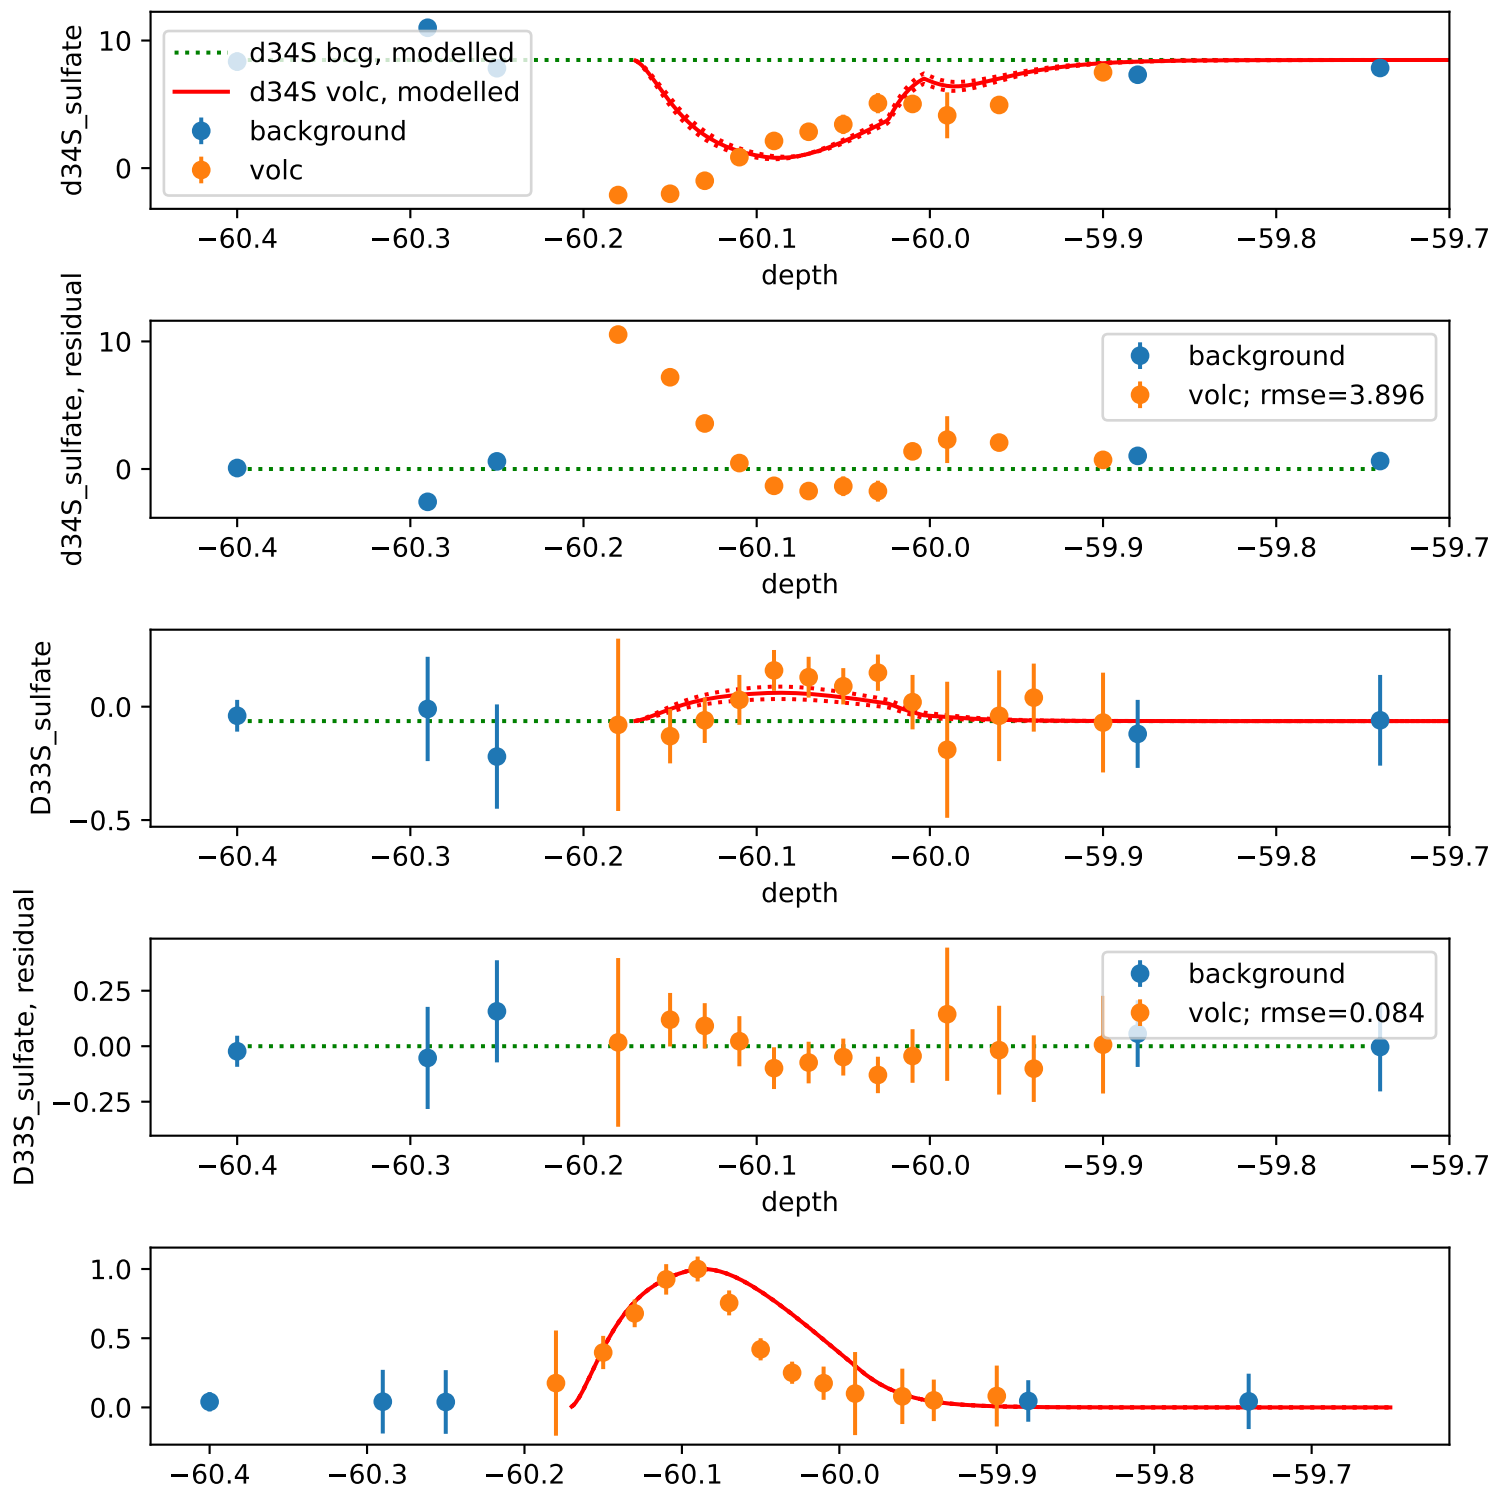 10
0
d34S_sulfate
d34S bcg, modelled
d34S volc, modelled
background
volc
−60.4 −60.3 −60.2 −60.1 −60.0 −59.9 −59.8 −59.7
depth
10
0
d34S_sulfate, residual
background
volc; rmse=3.896
−60.4 −60.3 −60.2 −60.1 −60.0 −59.9 −59.8 −59.7
depth
0.0
−0.5
D33S_sulfate
−60.4 −60.3 −60.2 −60.1 −60.0 −59.9 −59.8 −59.7
depth
0.25
0.00
−0.25
D33S_sulfate, residual
background
volc; rmse=0.084
−60.4 −60.3 −60.2 −60.1 −60.0 −59.9 −59.8 −59.7
depth
1.0
0.5
0.0
−60.4 −60.3 −60.2 −60.1 −60.0 −59.9 −59.8 −59.7